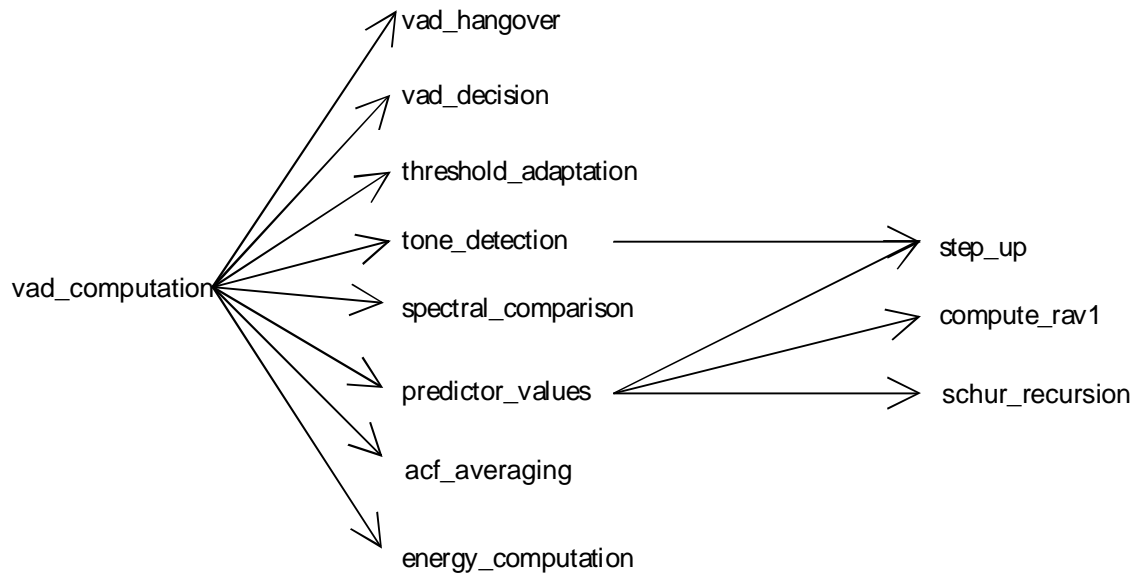 vad_hangover
vad_decision
threshold_adaptation
tone_detection
step_up
vad_computation
spectral_comparison
compute_rav1
predictor_values
schur_recursion
acf_averaging
energy_computation